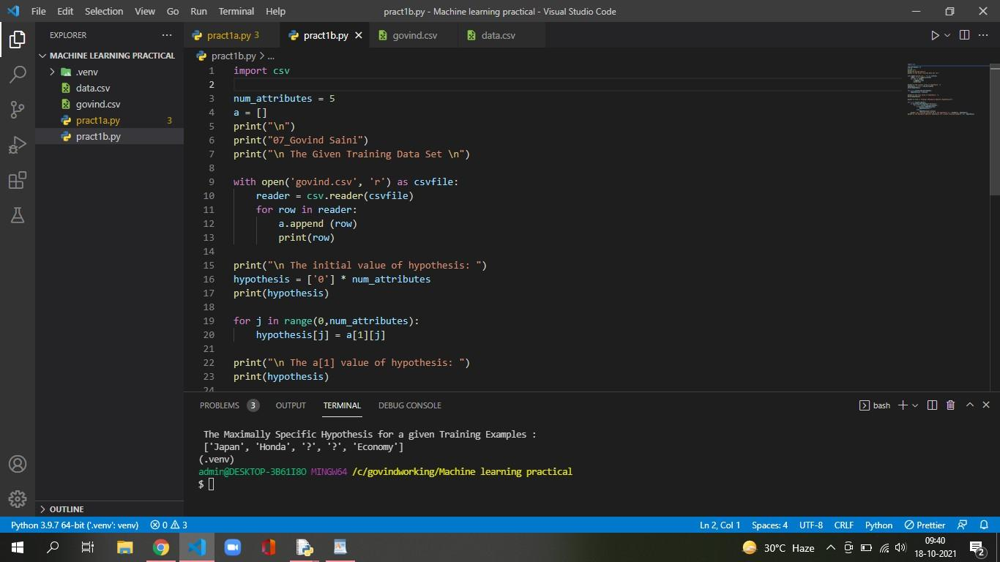 File Edit Selection View Go Run Terminal Help
pract1b.py - Machine learning practical - Visual Studio Code
EXPLORER
MACHINE LEARNING PRACTICAL
.venv
data.csv
govind.csv
pract1a.py 3
pract1b.py
OUTLINE
pract1a.py 3 pract1b.py govind.csv data.csv
pract1b.py > ...
1 import csv
2
3 num_attributes = 5
4 a = []
5 print("\n")
6 print("07_Govind Saini")
7 print("\n The Given Training Data Set \n")
8
9 with open('govind.csv', 'r') as csvfile:
10 reader = csv.reader(csvfile)
11 for row in reader:
12 a.append (row)
13 print(row)
14
15 print("\n The initial value of hypothesis: ")
16 hypothesis = ['0'] * num_attributes
17 print(hypothesis)
18
19 for j in range(0,num_attributes):
20 hypothesis[j] = a[1][j]
21
22 print("\n The a[1] value of hypothesis: ")
23 print(hypothesis)
24
PROBLEMS 3 OUTPUT TERMINAL DEBUG CONSOLE
bash
The Maximally Specific Hypothesis for a given Training Examples :
['Japan', 'Honda', '?', '?', 'Economy']
(.venv)
admin@DESKTOP-3B61I8O MINGW64 /c/govindworking/Machine learning practical
$
Python 3.9.7 64-bit ('.venv': venv) 0 3 Ln 2, Col 1 Spaces: 4 UTF-8 CRLF Python Prettier
30°C Haze
09:40
18-10-2021
2